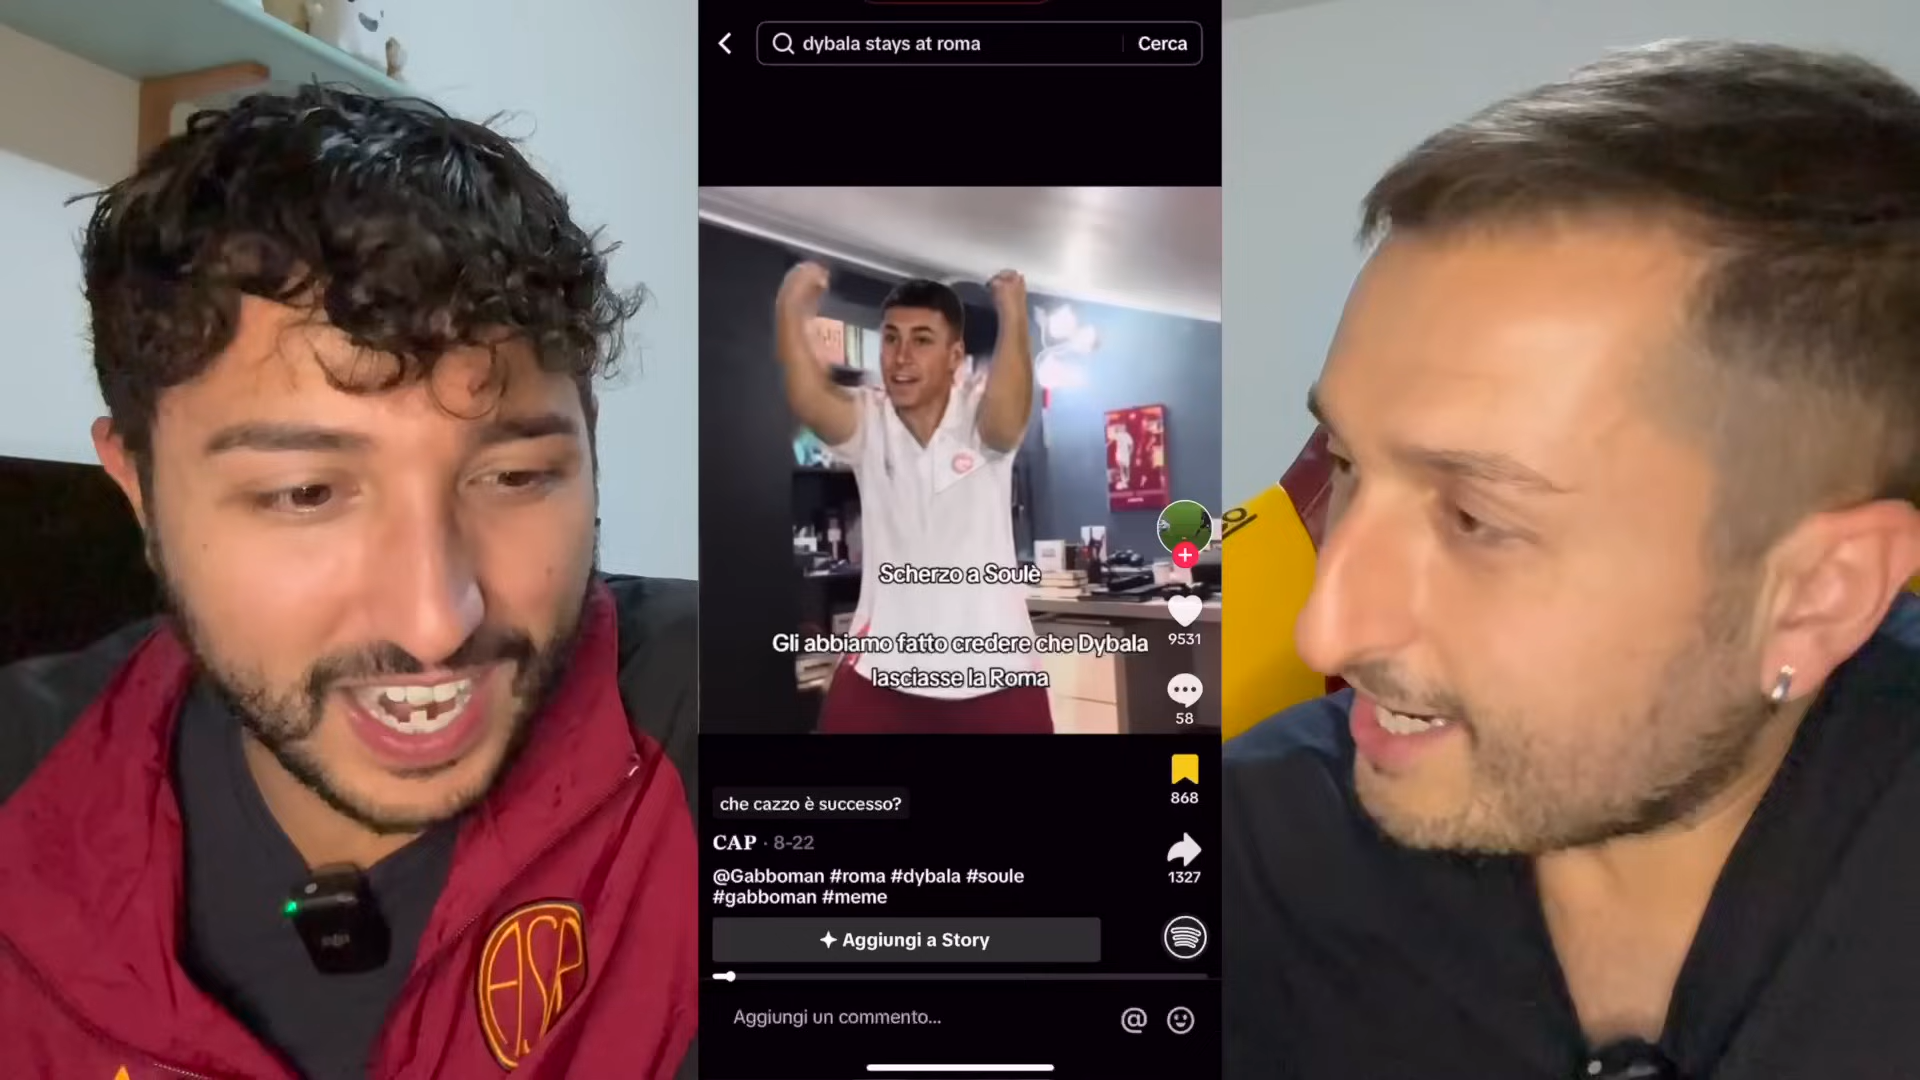 dybala stays at roma
Cerca
Scherzo a Soulè
Gli abbiamo fatto credere che Dybala
lasciasse la Roma
9531
58
868
1327
che cazzo è successo?
CAP · 8-22
@Gabboman #roma #dybala #soule
#gabboman #meme
Aggiungi a Story
Aggiungi un commento...
ASR